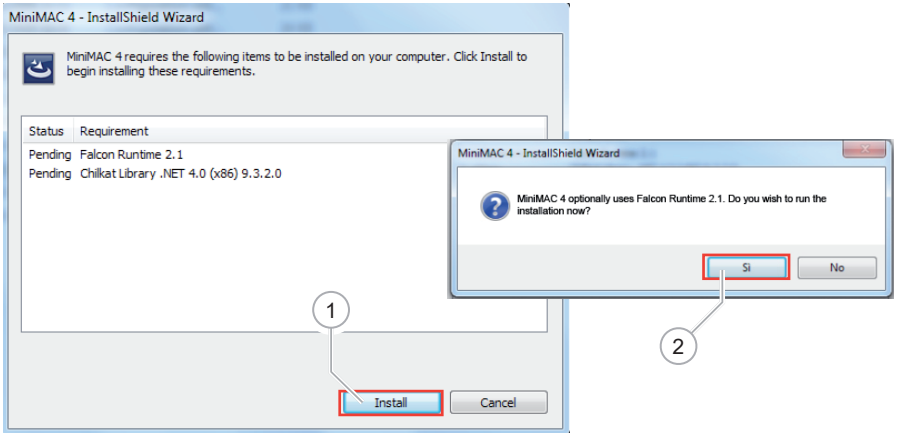 MiniMAC 4 - InstallShield Wizard
MiniMAC 4 requires the following items to be installed on your computer. Click Install to
begin installing these requirements.
Status Requirement
Pending Falcon Runtime 2.1
Pending Chilkat Library .NET 4.0 (x86) 9.3.2.0
1
Install
Cancel
MiniMAC 4 - InstallShield Wizard
MiniMAC 4 optionally uses Falcon Runtime 2.1. Do you wish to run the
installation now?
Sì
No
2